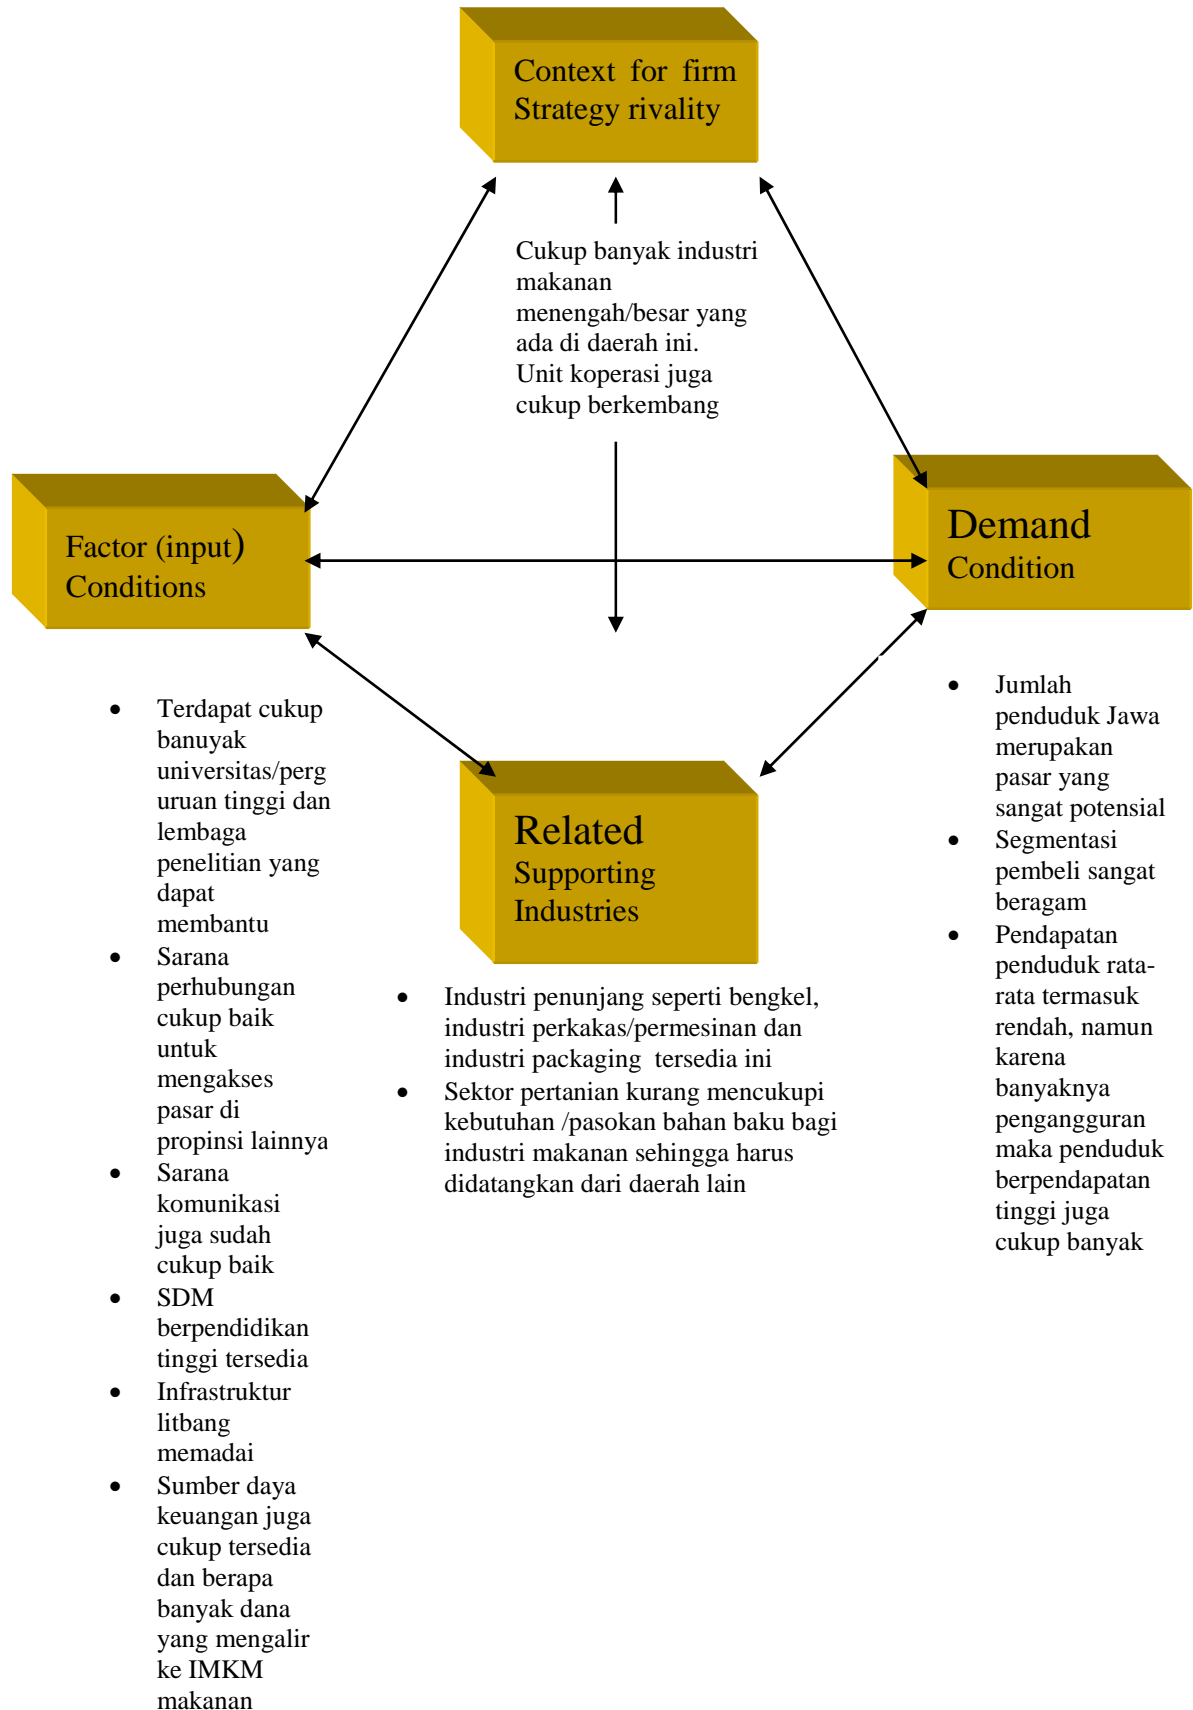 Context for firm
Strategy rivality
Cukup banyak industri
makanan
menengah/besar yang
ada di daerah ini.
Unit koperasi juga
cukup berkembang
Factor (input)
Conditions
Demand
Condition
• Terdapat cukup
banuyak
universitas/perg
uruan tinggi dan
lembaga
penelitian yang
dapat
membantu
• Sarana
perhubungan
cukup baik
untuk
mengakses
pasar di
propinsi lainnya
• Sarana
komunikasi
juga sudah
cukup baik
• SDM
berpendidikan
tinggi tersedia
• Infrastruktur
litbang
memadai
• Sumber daya
keuangan juga
cukup tersedia
dan berapa
banyak dana
yang mengalir
ke IMKM
makanan
Related
Supporting
Industries
• Industri penunjang seperti bengkel,
industri perkakas/permesinan dan
industri packaging tersedia ini
• Sektor pertanian kurang mencukupi
kebutuhan /pasokan bahan baku bagi
industri makanan sehingga harus
didatangkan dari daerah lain
• Jumlah
penduduk Jawa
merupakan
pasar yang
sangat potensial
• Segmentasi
pembeli sangat
beragam
• Pendapatan
penduduk rata-
rata termasuk
rendah, namun
karena
banyaknya
pengangguran
maka penduduk
berpendapatan
tinggi juga
cukup banyak